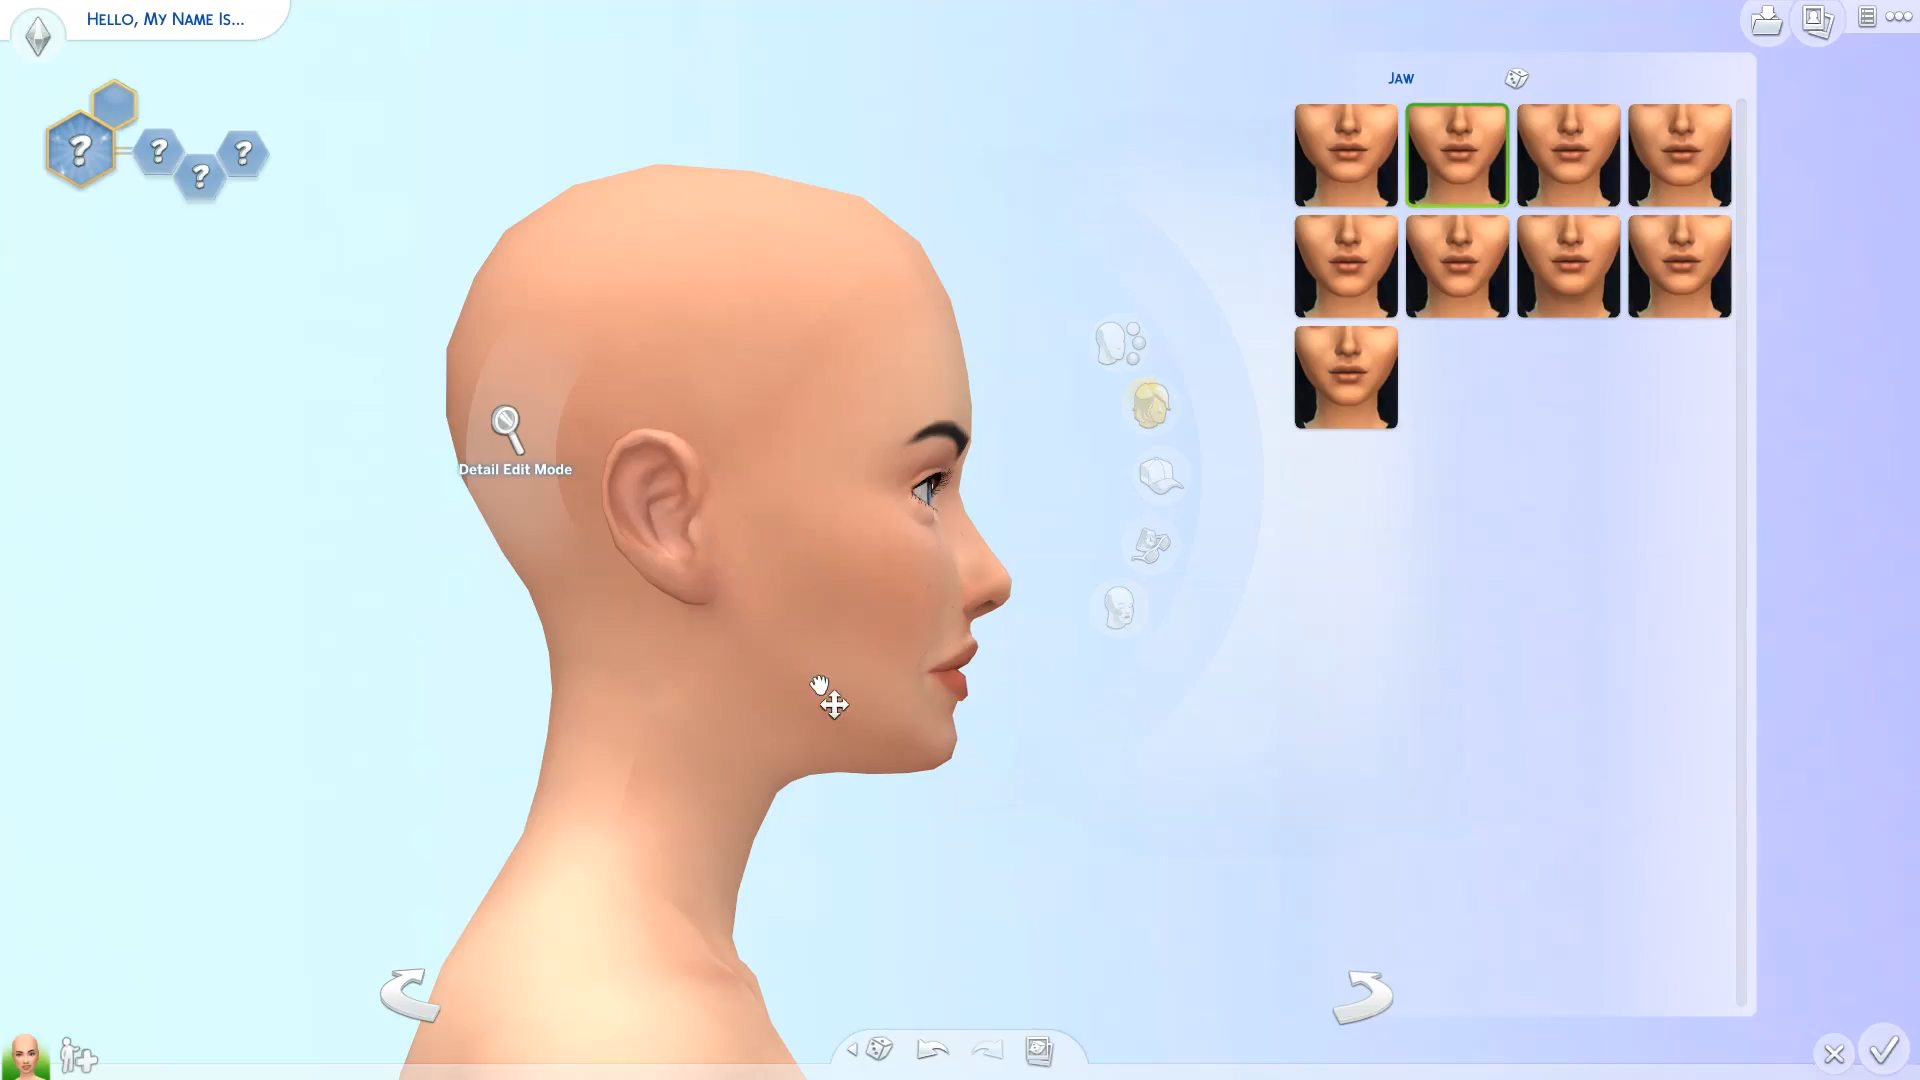 Hello, My Name Is...
Jaw
? ? ? ?
Detail Edit Mode